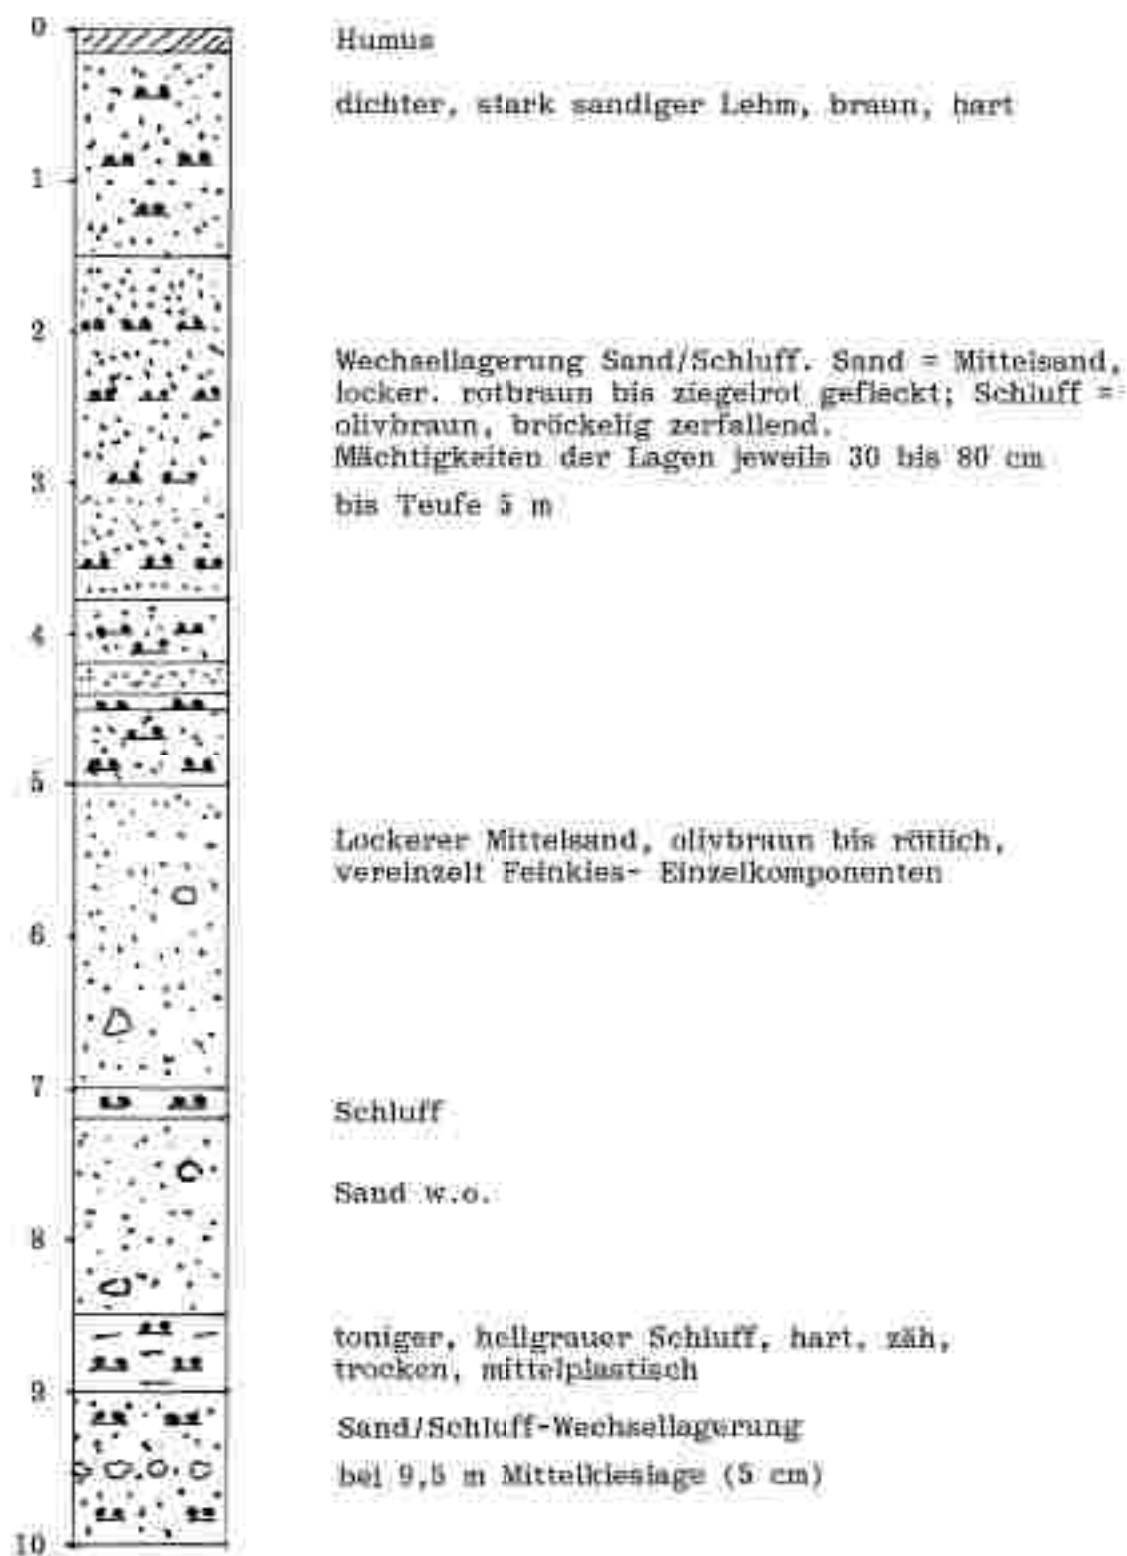 0
Humus
dichter, stark sandiger Lehm, braun, hart
1
2
Wechsellagerung Sand/Schluff. Sand = Mittelsand,
locker. rotbraun bis ziegelrot gefleckt; Schluff =
olivbraun, bröckelig zerfallend.
Mächtigkeiten der Lagen jeweils 30 bis 80 cm
3
bis Teufe 5 m
4
5
Lockerer Mittelsand, olivbraun bis rötlich,
vereinzelt Feinkies- Einzelkomponenten
6
7
Schluff
Sand w.o.
8
toniger, hellgrauer Schluff, hart, zäh,
trocken, mittelplastisch
9
Sand/Schluff-Wechsellagerung
bei 9,5 m Mittelkieslage (5 cm)
10